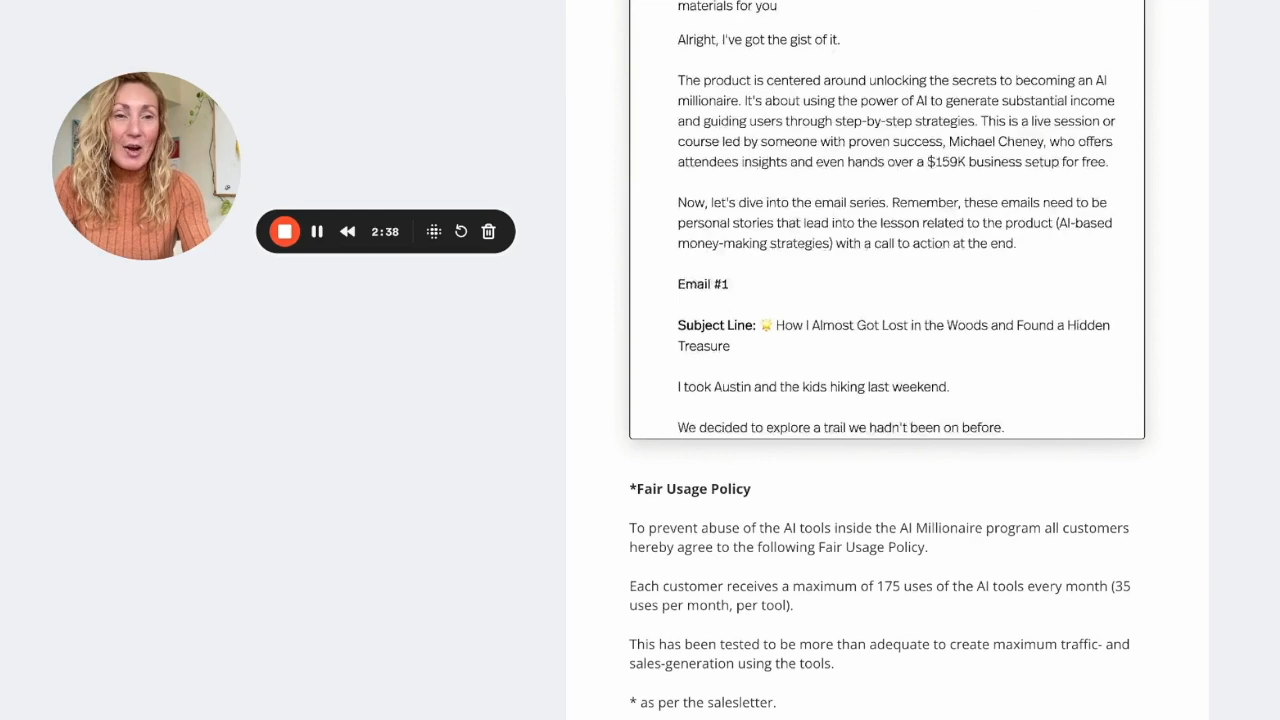 materials for you
Alright, I've got the gist of it.
The product is centered around unlocking the secrets to becoming an AI
millionaire. It's about using the power of AI to generate substantial income
and guiding users through step-by-step strategies. This is a live session or
course led by someone with proven success, Michael Cheney, who offers
attendees insights and even hands over a $159K business setup for free.
Now, let's dive into the email series. Remember, these emails need to be
personal stories that lead into the lesson related to the product (AI-based
money-making strategies) with a call to action at the end.
Email #1
Subject Line: 🌟 How I Almost Got Lost in the Woods and Found a Hidden
Treasure
I took Austin and the kids hiking last weekend.
We decided to explore a trail we hadn't been on before.
2:38
*Fair Usage Policy
To prevent abuse of the AI tools inside the AI Millionaire program all customers
hereby agree to the following Fair Usage Policy.
Each customer receives a maximum of 175 uses of the AI tools every month (35
uses per month, per tool).
This has been tested to be more than adequate to create maximum traffic- and
sales-generation using the tools.
* as per the salesletter.